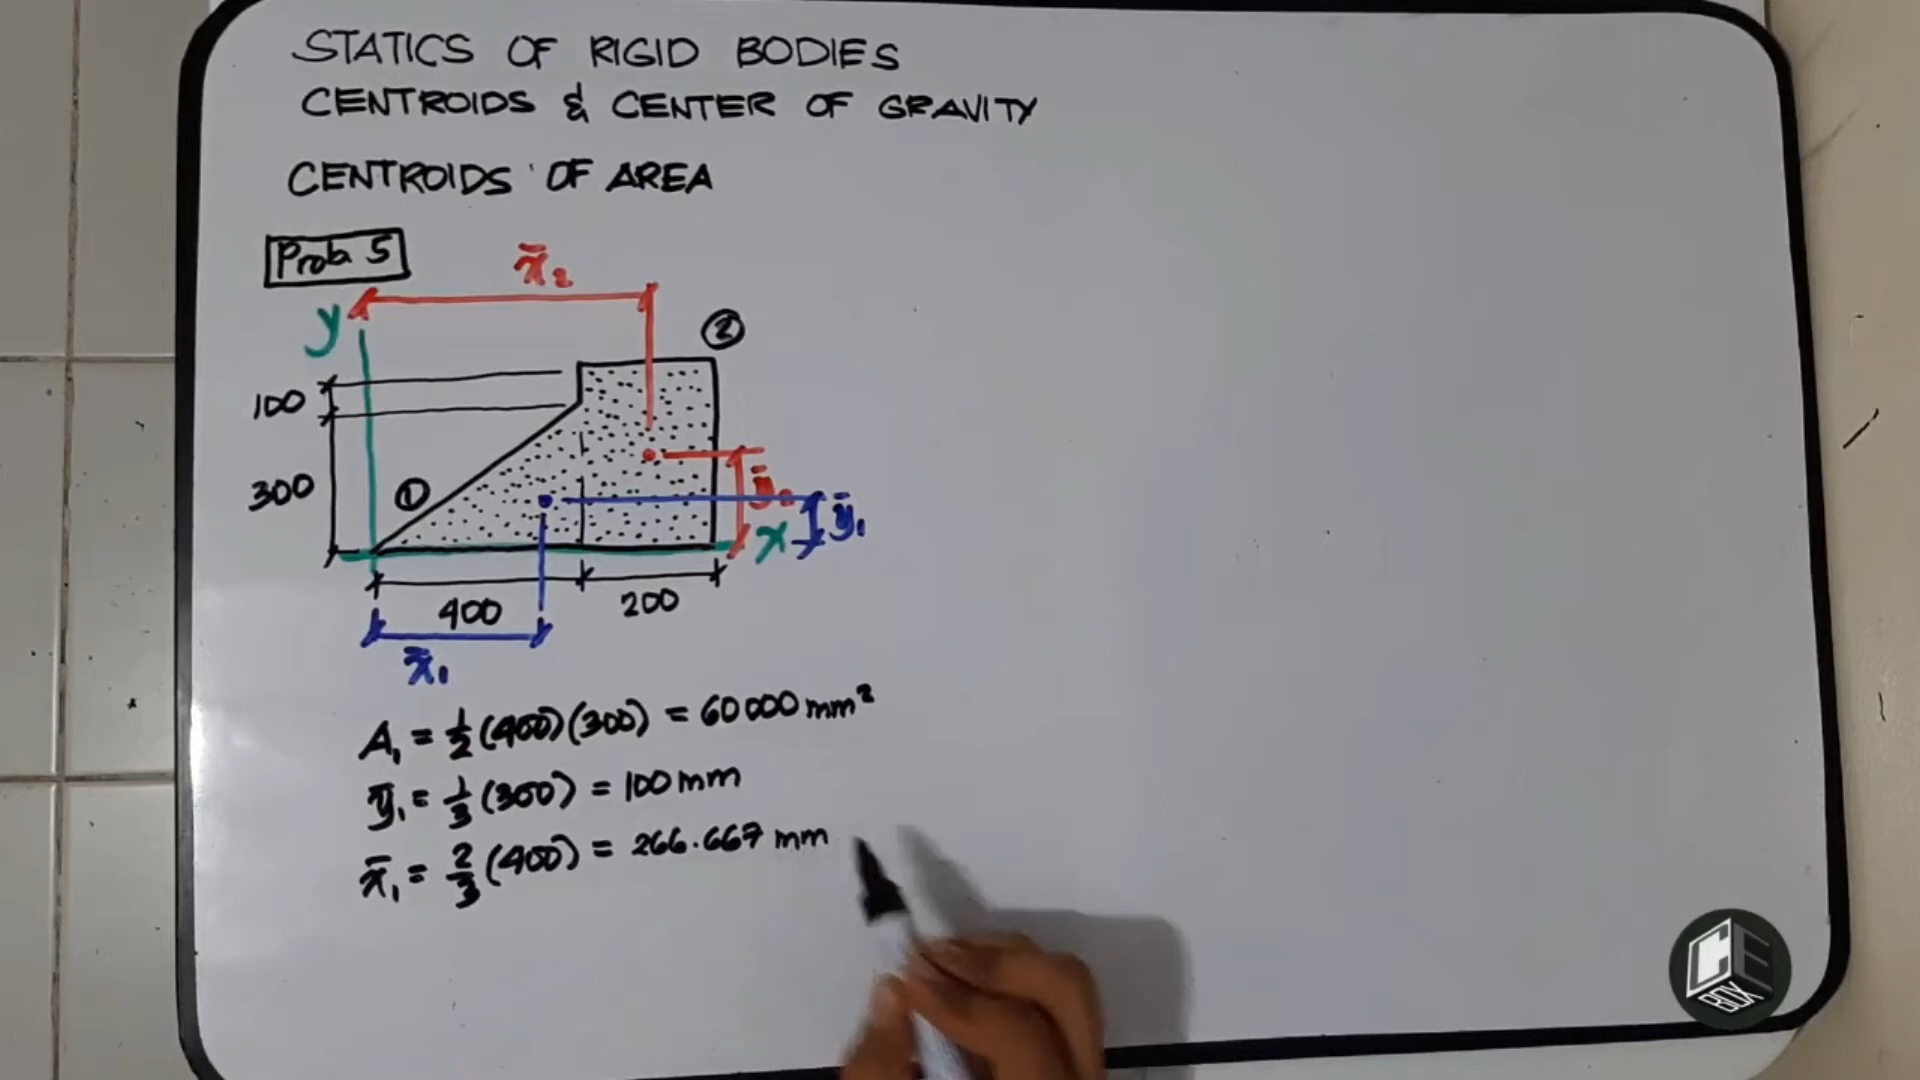 STATICS OF RIGID BODIES
CENTROIDS & CENTER OF GRAVITY
CENTROIDS OF AREA
Prob. 5
x̄₂
y
②
100
300
①
ȳ₂
x
ȳ₁
400
200
x̄₁
A₁ = 1/2 (400)(300) = 60000 mm²
ȳ₁ = 1/3 (300) = 100 mm
x̄₁ = 2/3 (400) = 266.667 mm
CE
BOX